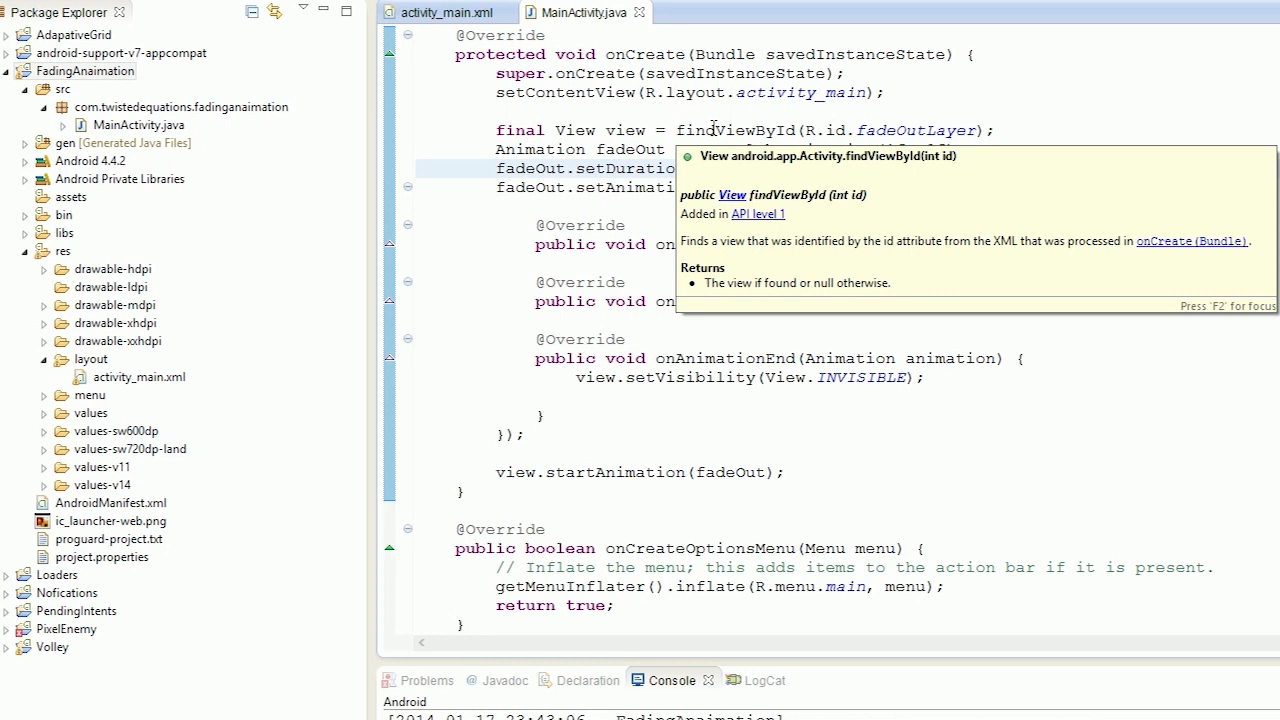 Package Explorer
AdaptiveGrid
android-support-v7-appcompat
FadingAnaimation
src
com.twistedequations.fadinganaimation
MainActivity.java
gen [Generated Java Files]
Android 4.4.2
Android Private Libraries
assets
bin
libs
res
drawable-hdpi
drawable-ldpi
drawable-mdpi
drawable-xhdpi
drawable-xxhdpi
layout
activity_main.xml
menu
values
values-sw600dp
values-sw720dp-land
values-v11
values-v14
AndroidManifest.xml
ic_launcher-web.png
proguard-project.txt
project.properties
Loaders
Nofications
PendingIntents
PixelEnemy
Volley
activity_main.xml
MainActivity.java
@Override
protected void onCreate(Bundle savedInstanceState) {
super.onCreate(savedInstanceState);
setContentView(R.layout.activity_main);
final View view = findViewById(R.id.fadeOutLayer);
Animation fadeOut
fadeOut.setDuratio
fadeOut.setAnimati
View android.app.Activity.findViewById(int id)
public View findViewById (int id)
Added in API level 1
Finds a view that was identified by the id attribute from the XML that was processed in onCreate(Bundle).
Returns
• The view if found or null otherwise.
Press 'F2' for focus
@Override
public void on
@Override
public void on
@Override
public void onAnimationEnd(Animation animation) {
view.setVisibility(View.INVISIBLE);
}
});
view.startAnimation(fadeOut);
}
@Override
public boolean onCreateOptionsMenu(Menu menu) {
// Inflate the menu; this adds items to the action bar if it is present.
getMenuInflater().inflate(R.menu.main, menu);
return true;
}
Problems
@ Javadoc
Declaration
Console
LogCat
Android
[2014-01-17 23:43:06 - FadingAnaimation]